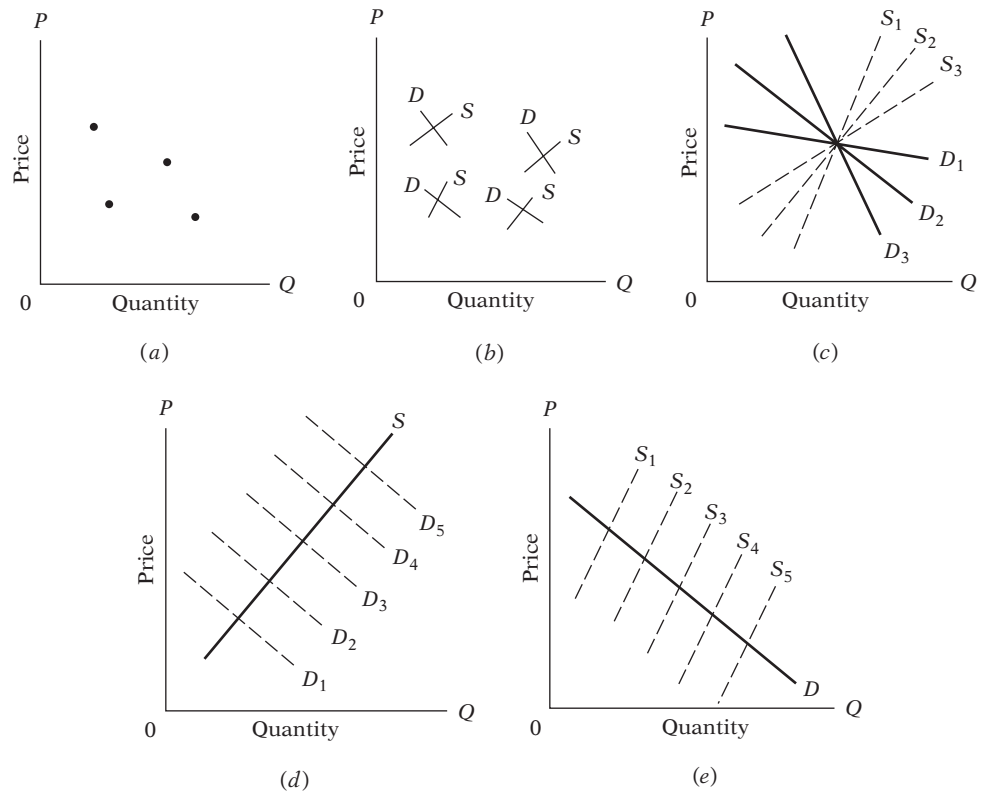 P
Price
0
Quantity
Q
(a)
P
Price
D
S
D
S
D
S
D
S
0
Quantity
Q
(b)
P
Price
S1
S2
S3
D1
D2
D3
0
Quantity
Q
(c)
P
Price
S
D5
D4
D3
D2
D1
0
Quantity
Q
(d)
P
Price
S1
S2
S3
S4
S5
D
0
Quantity
Q
(e)